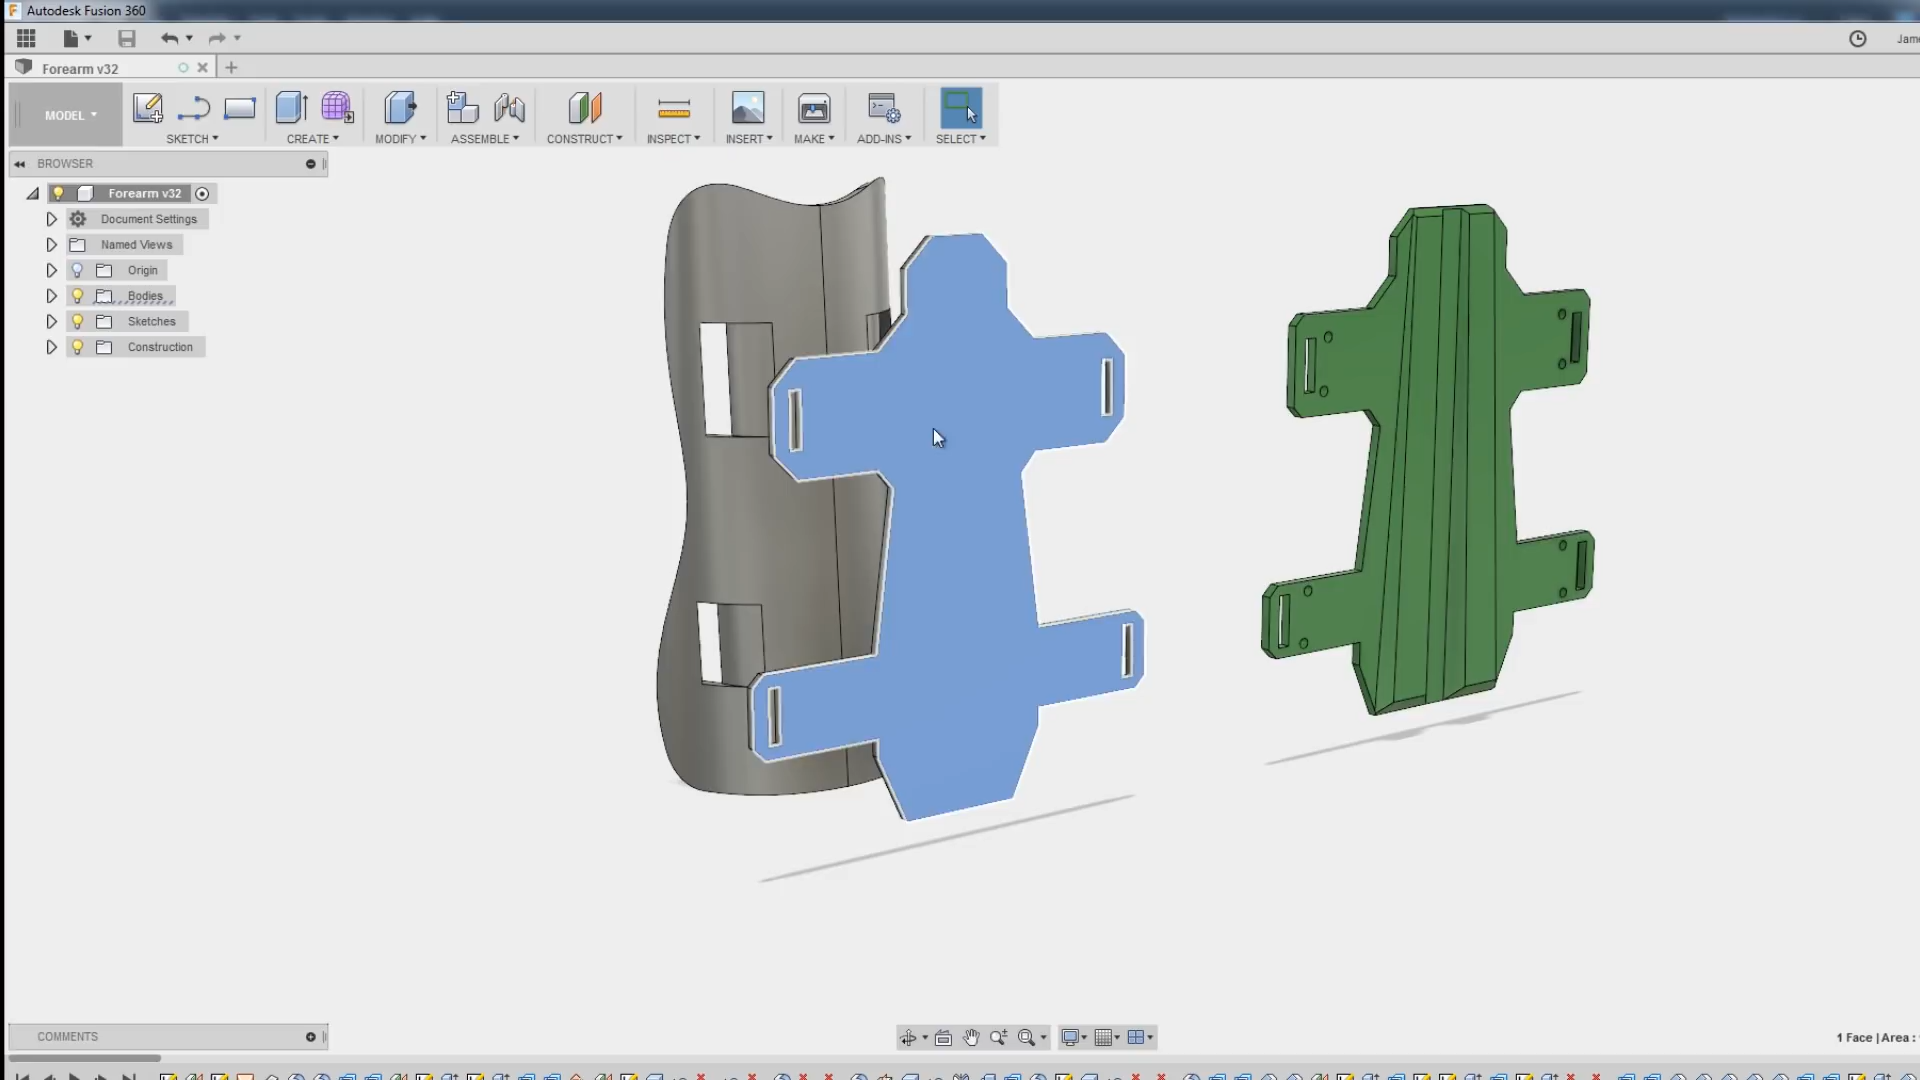 Autodesk Fusion 360
Forearm v32
MODEL
SKETCH
CREATE
MODIFY
ASSEMBLE
CONSTRUCT
INSPECT
INSERT
MAKE
ADD-INS
SELECT
BROWSER
Forearm v32
Document Settings
Named Views
Origin
Bodies
Sketches
Construction
COMMENTS
1 Face | Area :